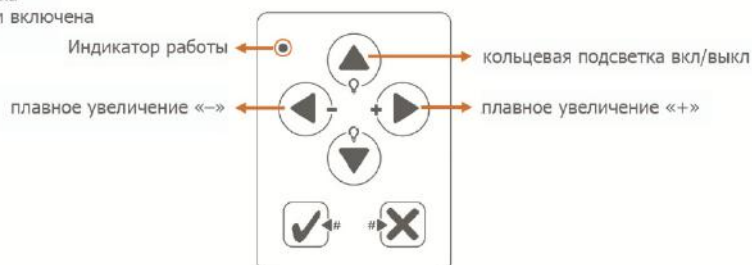 и включена
Индикатор работы
кольцевая подсветка вкл/выкл
плавное увеличение «–»
- +
плавное увеличение «+»
# #